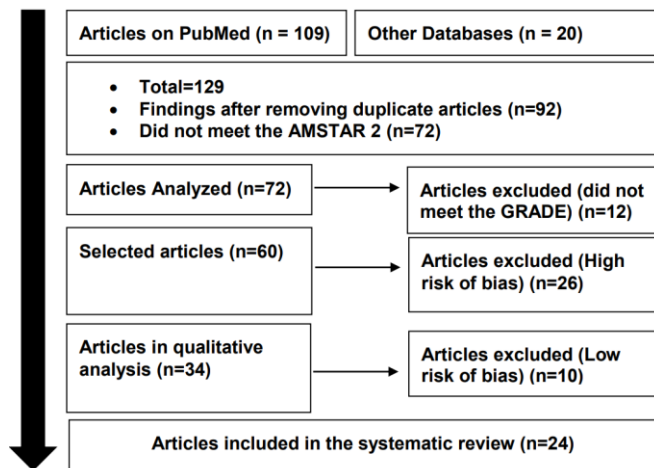 Articles on PubMed (n = 109)
Other Databases (n = 20)
• Total=129
• Findings after removing duplicate articles (n=92)
• Did not meet the AMSTAR 2 (n=72)
Articles Analyzed (n=72)
Articles excluded (did
not meet the GRADE) (n=12)
Selected articles (n=60)
Articles excluded (High
risk of bias) (n=26)
Articles in qualitative
analysis (n=34)
Articles excluded (Low
risk of bias) (n=10)
Articles included in the systematic review (n=24)